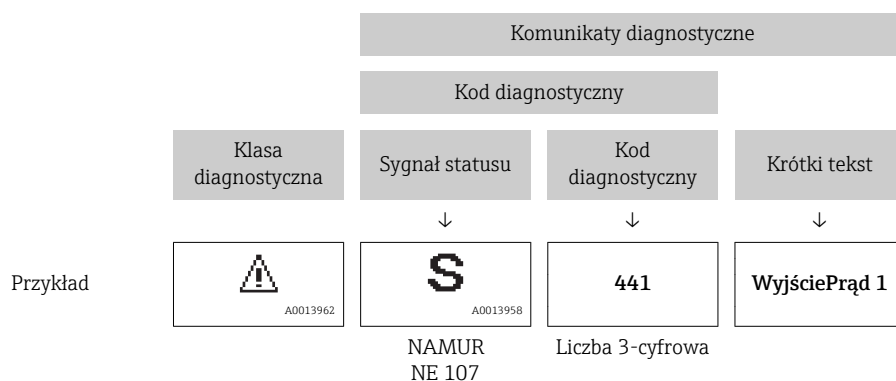 Komunikaty diagnostyczne
Kod diagnostyczny
Klasa
diagnostyczna
Sygnał statusu
Kod
diagnostyczny
Krótki tekst
↓ ↓ ↓
Przykład
A0013962
S
A0013958
441
WyjściePrąd 1
NAMUR
NE 107
Liczba 3-cyfrowa